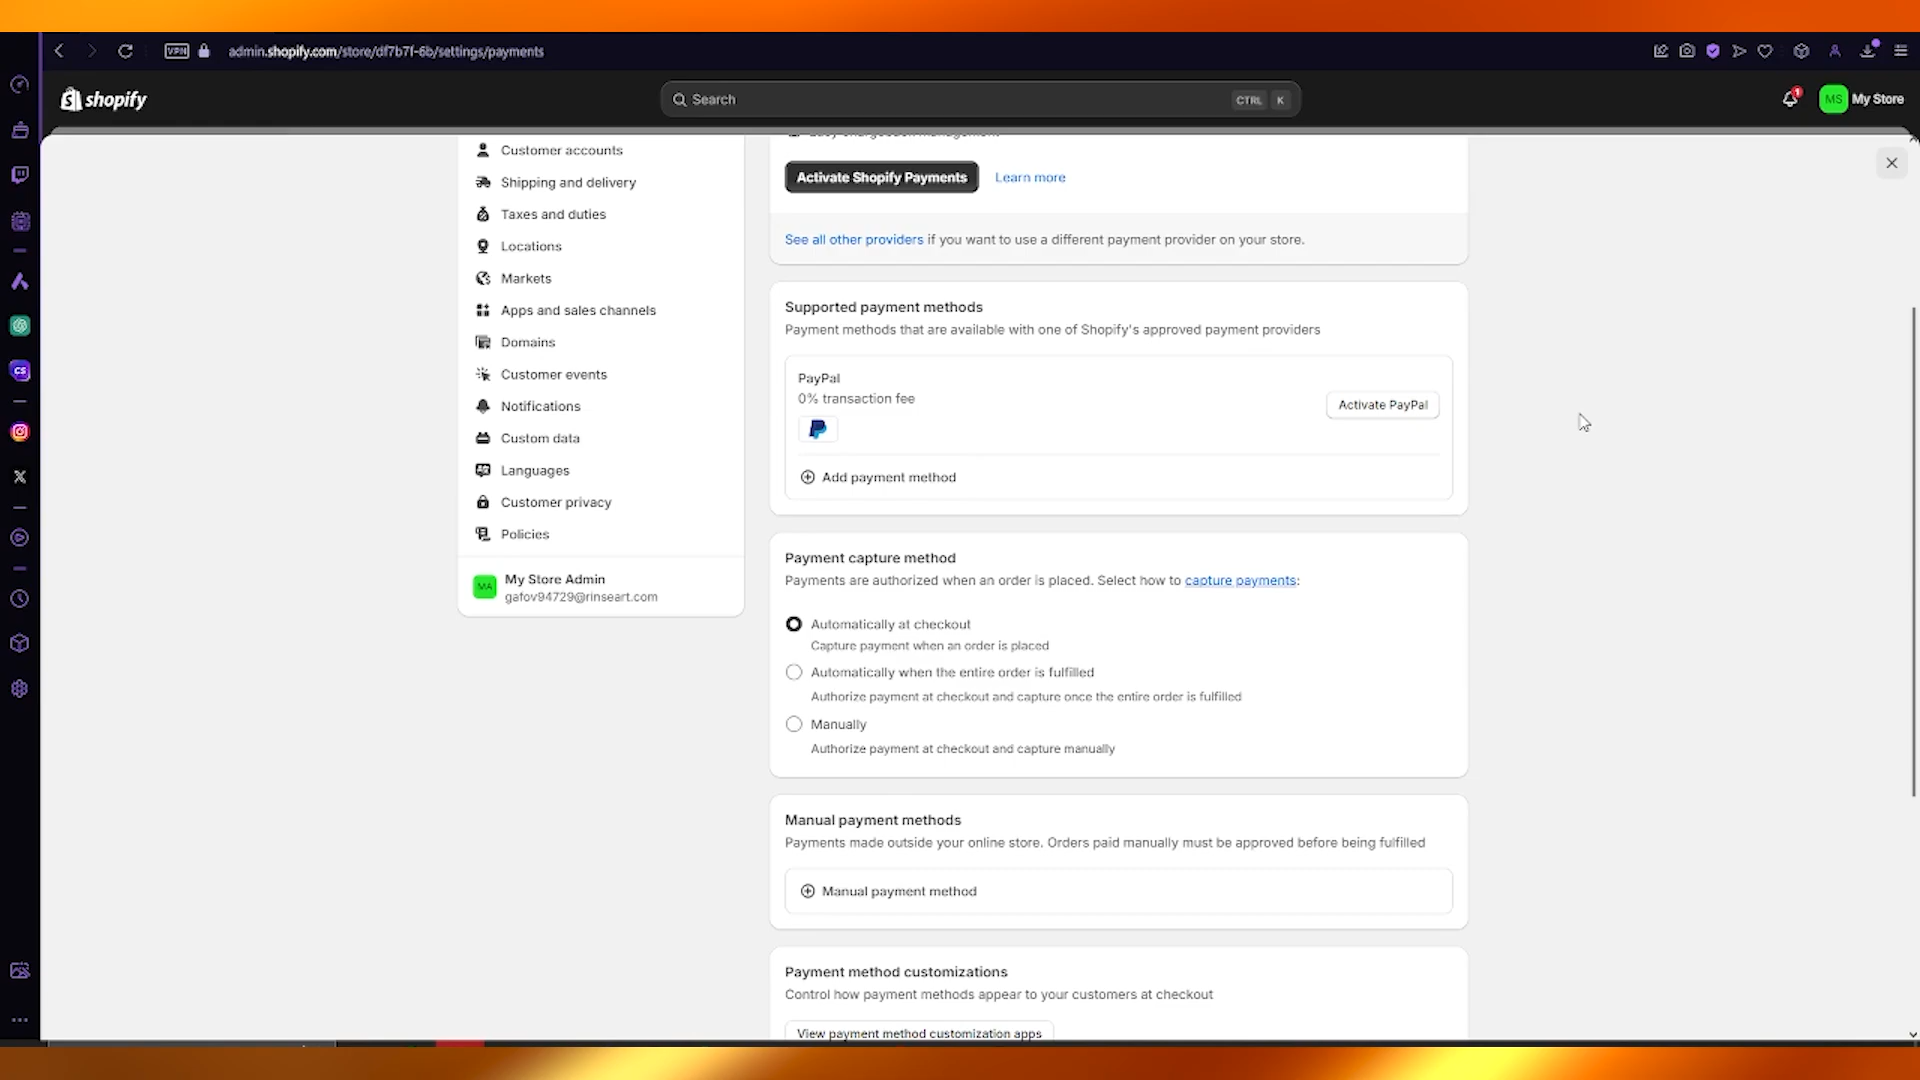 VPN
admin.shopify.com/store/df7b7f-6b/settings/payments
shopify
Search
CTRL K
1
MS
My Store
Customer accounts
Shipping and delivery
Taxes and duties
Locations
Markets
Apps and sales channels
Domains
Customer events
Notifications
Custom data
Languages
Customer privacy
Policies
MA
My Store Admin
gafov94729@rinseart.com
Activate Shopify Payments
Learn more
See all other providers if you want to use a different payment provider on your store.
Supported payment methods
Payment methods that are available with one of Shopify's approved payment providers
PayPal
0% transaction fee
Activate PayPal
Add payment method
Payment capture method
Payments are authorized when an order is placed. Select how to capture payments:
Automatically at checkout
Capture payment when an order is placed
Automatically when the entire order is fulfilled
Authorize payment at checkout and capture once the entire order is fulfilled
Manually
Authorize payment at checkout and capture manually
Manual payment methods
Payments made outside your online store. Orders paid manually must be approved before being fulfilled
Manual payment method
Payment method customizations
Control how payment methods appear to your customers at checkout
View payment method customization apps
CS